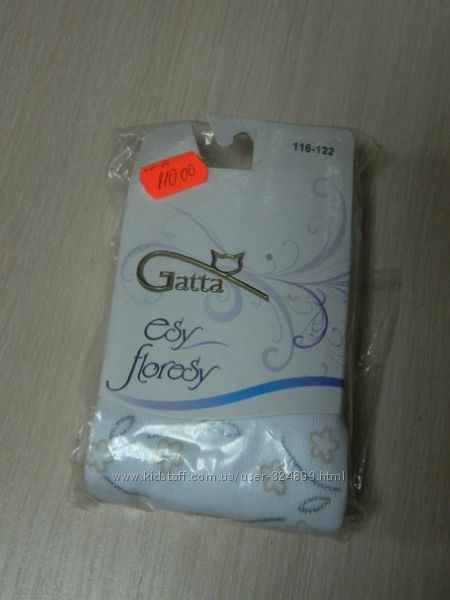 116-122
110.00
Gatta®
esy
floresy
www.kidstaff.com.ua/user-324899.html